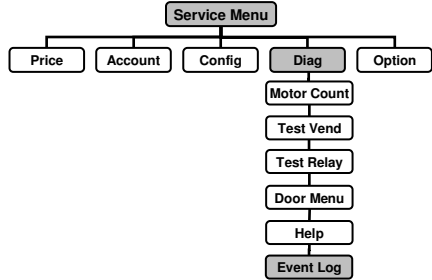 Service Menu
Price Account Config Diag Option
Motor Count
Test Vend
Test Relay
Door Menu
Help
Event Log